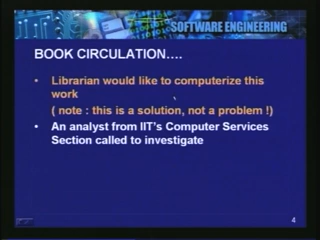 SOFTWARE ENGINEERING
BOOK CIRCULATION....
• Librarian would like to computerize this
work
( note : this is a solution, not a problem !)
• An analyst from IIT's Computer Services
Section called to investigate
4